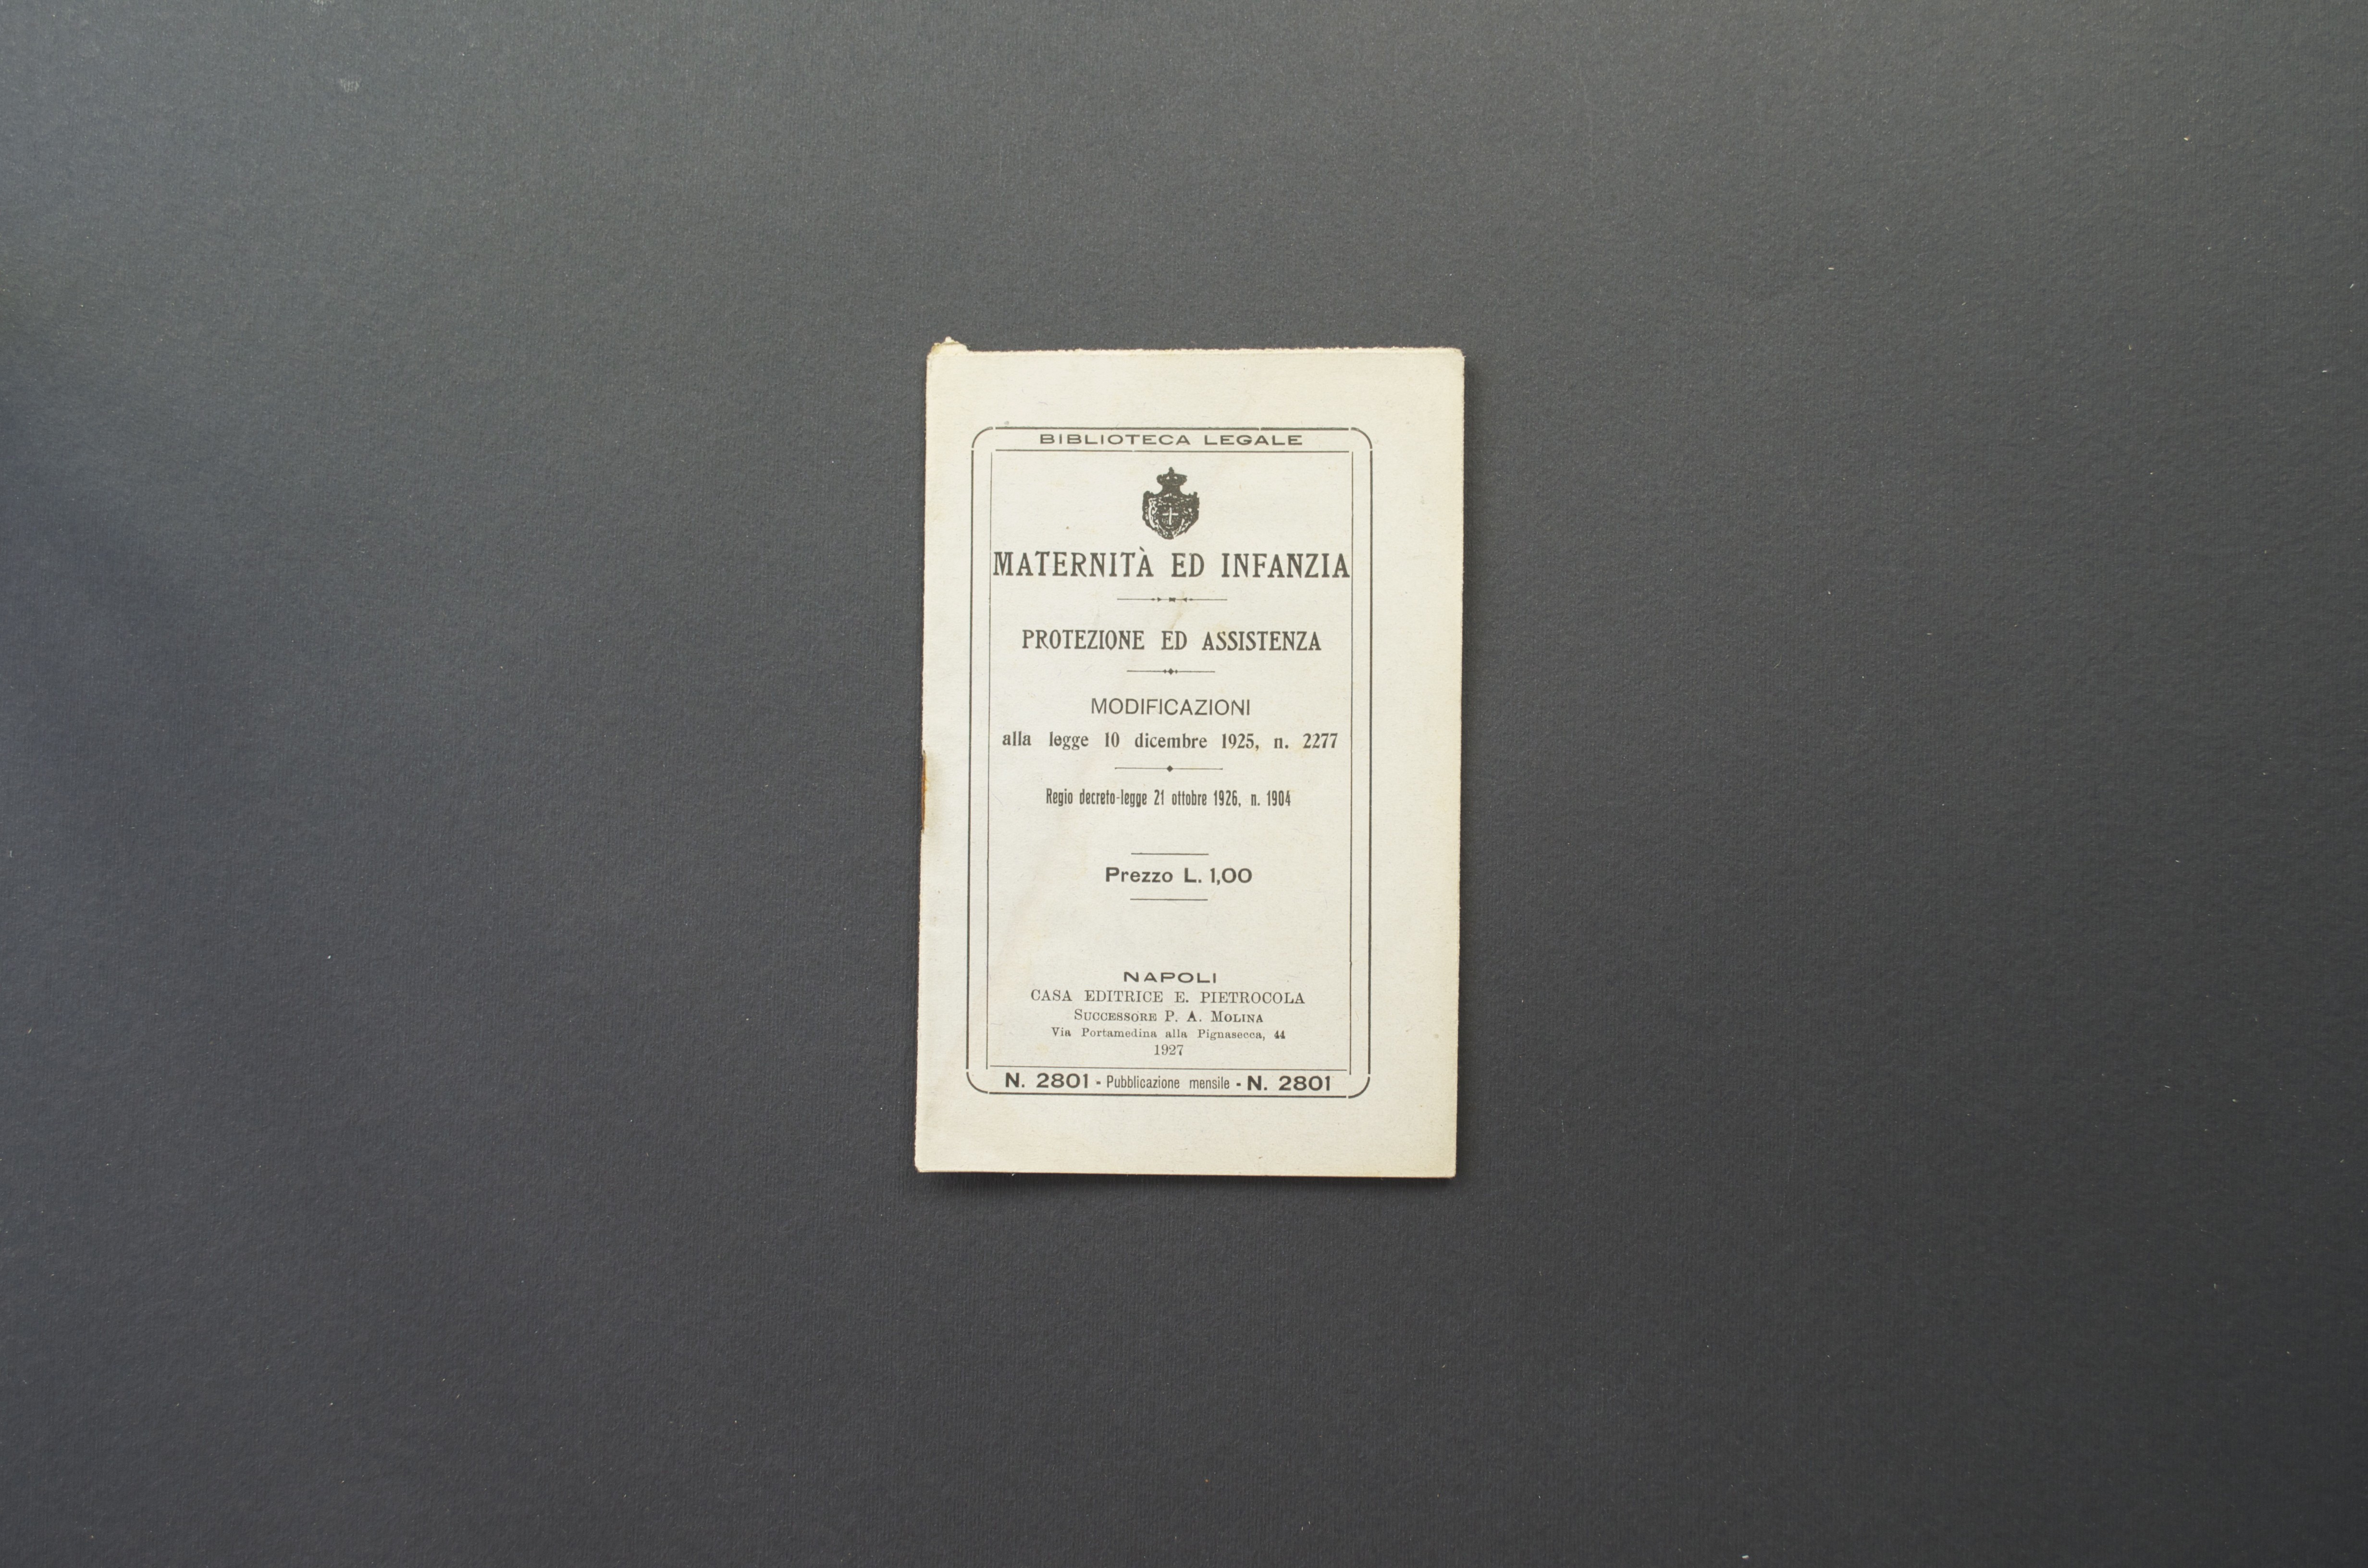 BIBLIOTECA LEGALE
MATERNITÀ ED INFANZIA
PROTEZIONE ED ASSISTENZA
MODIFICAZIONI
alla legge 10 dicembre 1925, n. 2277
Regio decreto-legge 21 ottobre 1926, n. 1904
Prezzo L. 1,00
NAPOLI
CASA EDITRICE E. PIETROCOLA
SUCCESSORE P. A. MOLINA
Via Portamedina alla Pignasecca, 44
1927
N. 2801 - Pubblicazione mensile - N. 2801